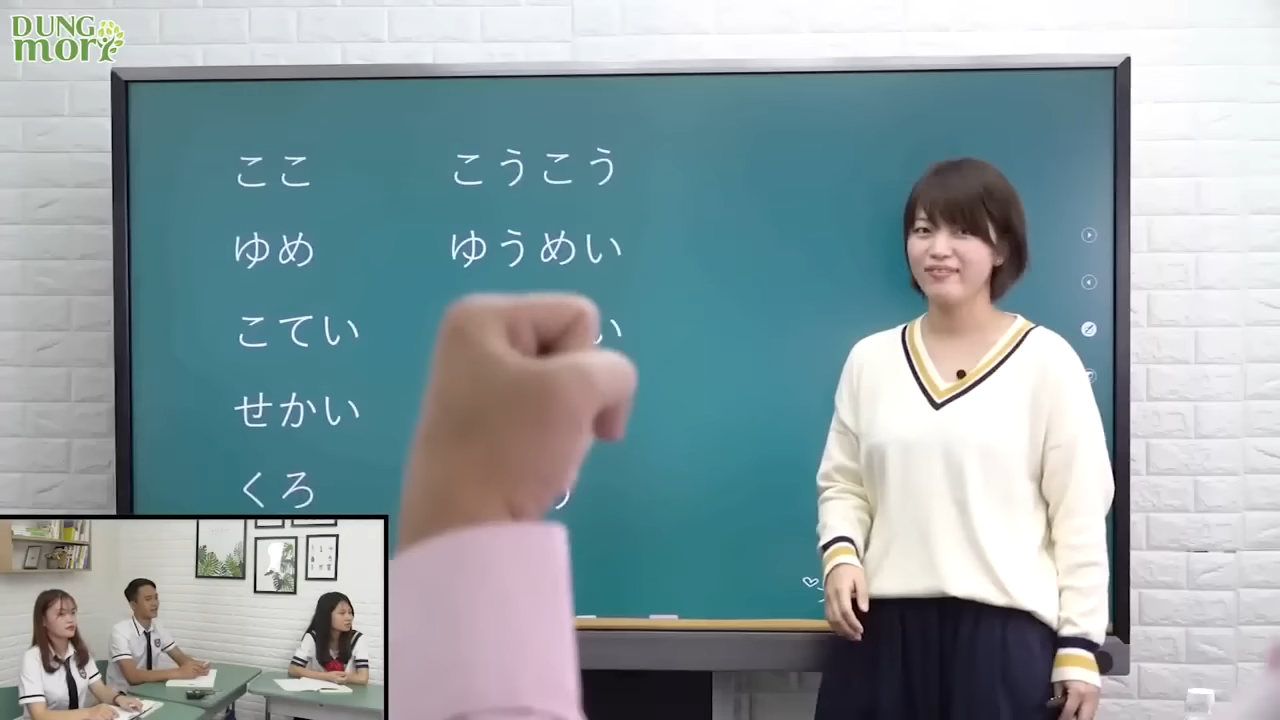 DUNG
mori
ここ こうこう
ゆめ ゆうめい
こてい
せかい
くろ